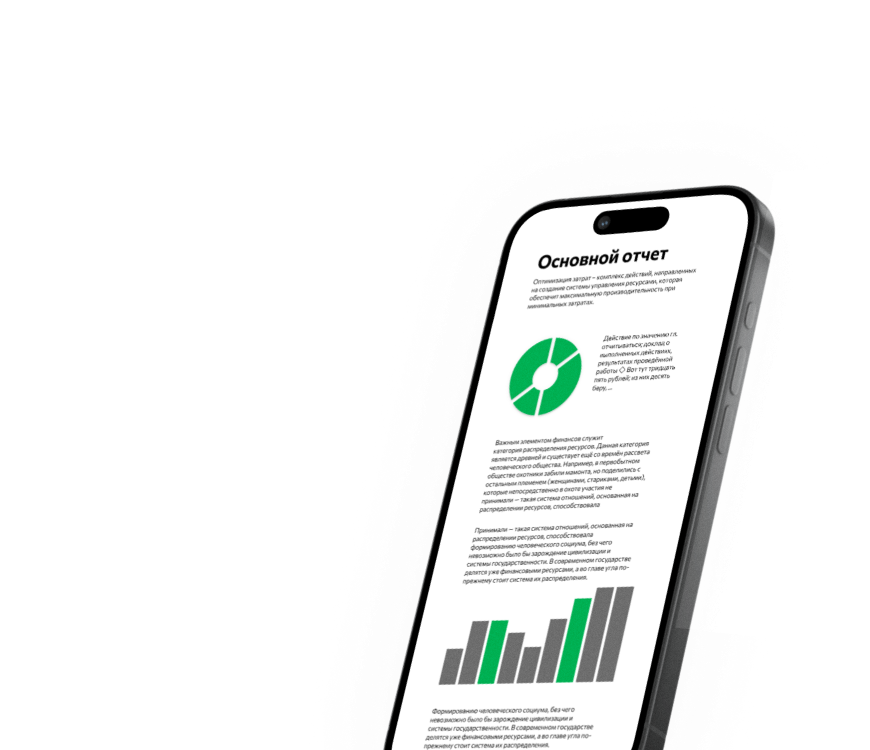 Основной отчет
Оптимизация затрат – комплекс действий, направленных
на создание системы управления ресурсами, которая
обеспечит максимальную производительность при
минимальных затратах.
Действие по значению гл.
отчитываться; доклад о
выполненных действиях,
результатах проведённой
работы ◇ Вот тут тридцать
пять рублей; из них десять
беру, ...
Важным элементом финансов служит
категория распределения ресурсов. Данная категория
является древней и существует ещё со времён рассвета
человеческого общества. Например, в первобытном
обществе охотники забили мамонта, но поделились с
остальным племенем (женщинами, стариками, детьми),
которые непосредственно в охоте участия не
принимали — такая система отношений, основанная на
распределении ресурсов, способствовала
Принимали — такая система отношений, основанная на
распределении ресурсов, способствовала
формированию человеческого социума, без чего
невозможно было бы зарождение цивилизации и
системы государственности. В современном государстве
делятся уже финансовыми ресурсами, а во главе угла по-
прежнему стоит система их распределения.
Формированию человеческого социума, без чего
невозможно было бы зарождение цивилизации и
системы государственности. В современном государстве
делятся уже финансовыми ресурсами, а во главе угла по-
прежнему стоит система их распределения.